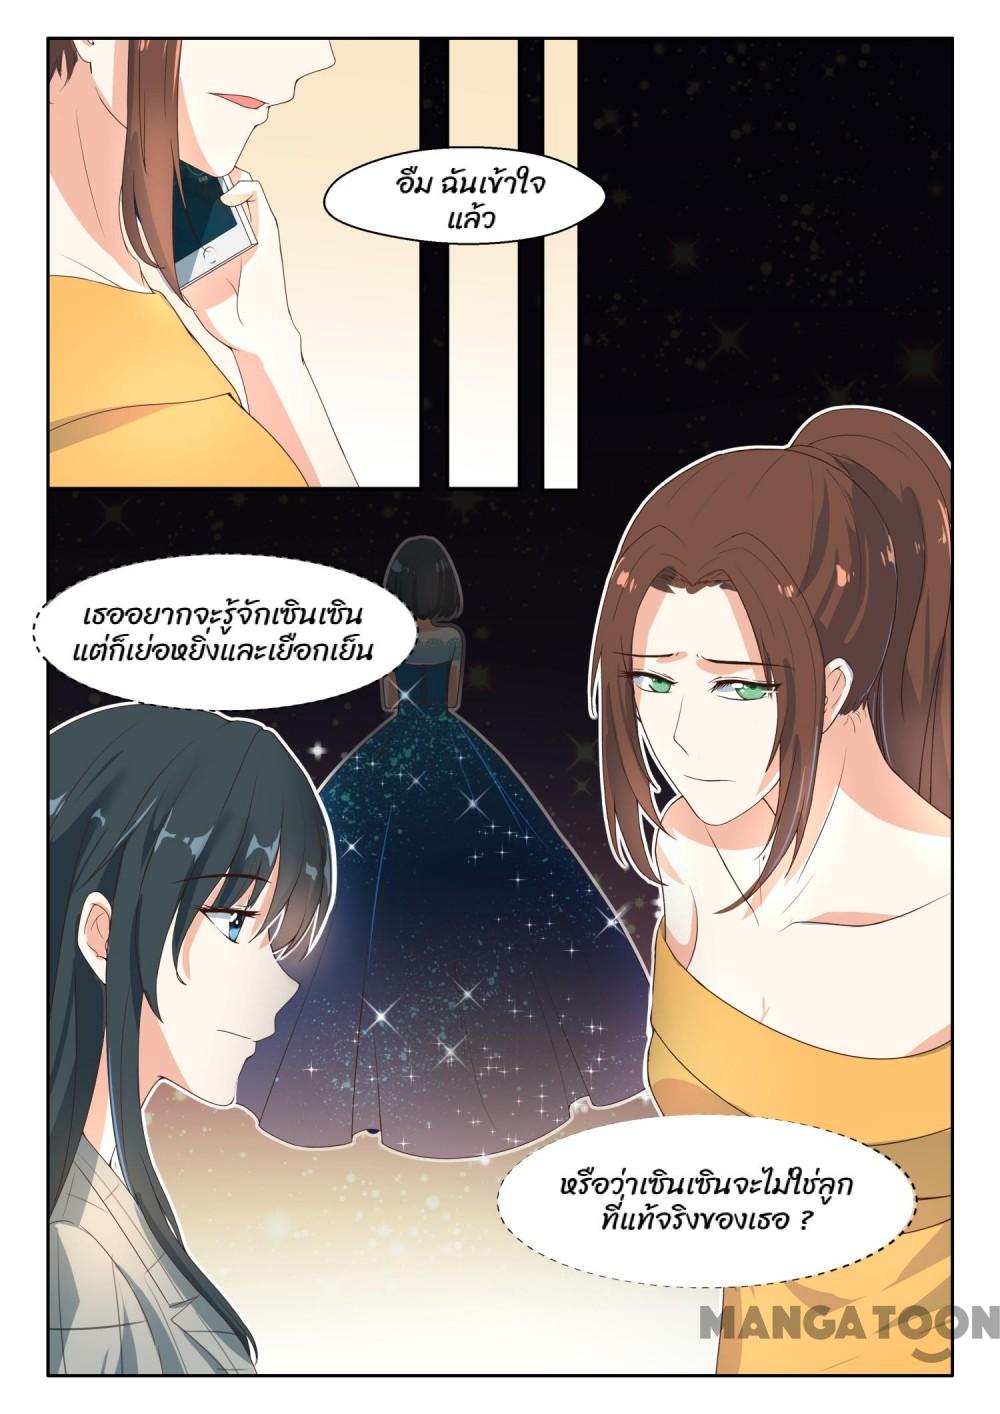 อืม ฉันเข้าใจ
แล้ว
เธออยากจะรู้จักเซินเซิน
แต่ก็เย่อหยิ่งและเยือกเย็น
หรือว่าเซินเซินจะไม่ใช่ลูก
ที่แท้จริงของเธอ ?
MANGATOON